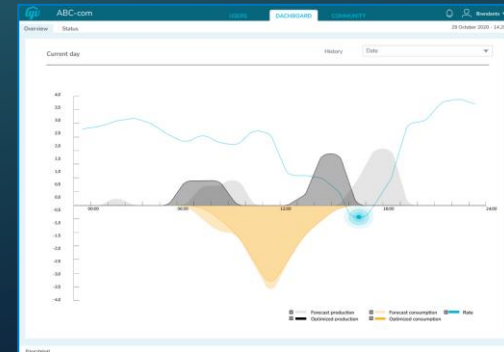 ABC-com
USERS
DASHBOARD
COMMUNITY
Overview
Status
Current day
History
Date
4.0
3.5
3.0
2.5
2.0
1.5
1.0
0.5
0.0
-0.5
-1.0
-1.5
-2.0
-2.5
-3.0
-3.5
-4.0
00:00
06:00
12:00
18:00
24:00
Forecast production
Optimized production
Forecast consumption
Optimized consumption
Rate